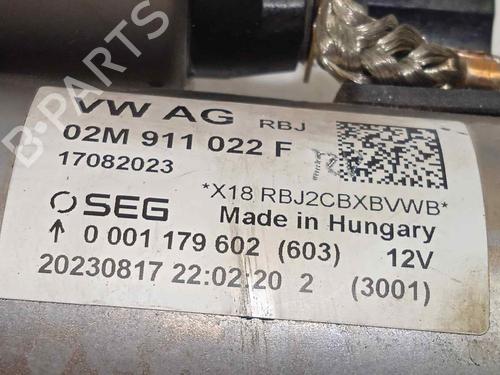 VW AG RBJ
02M 911 022 F
17082023
*X18 RBJ2CBXBVWB*
SEG Made in Hungary
↑ 0 001 179 602 (603) 12V
20230817 22:02:20 2 (3001)
B-PARTS